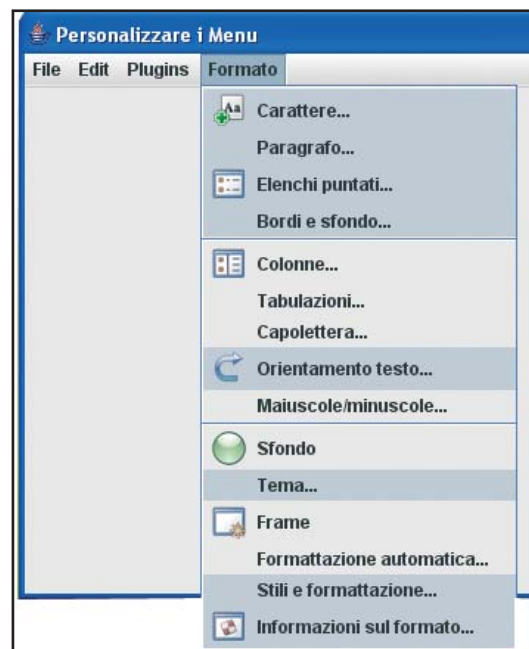 Personalizzare i Menu
File Edit Plugins Formato
Aa Carattere...
Paragrafo...
Elenchi puntati...
Bordi e sfondo...
Colonne...
Tabulazioni...
Capolettera...
Orientamento testo...
Maiuscole/minuscole...
Sfondo
Tema...
Frame
Formattazione automatica...
Stili e formattazione...
Informazioni sul formato...